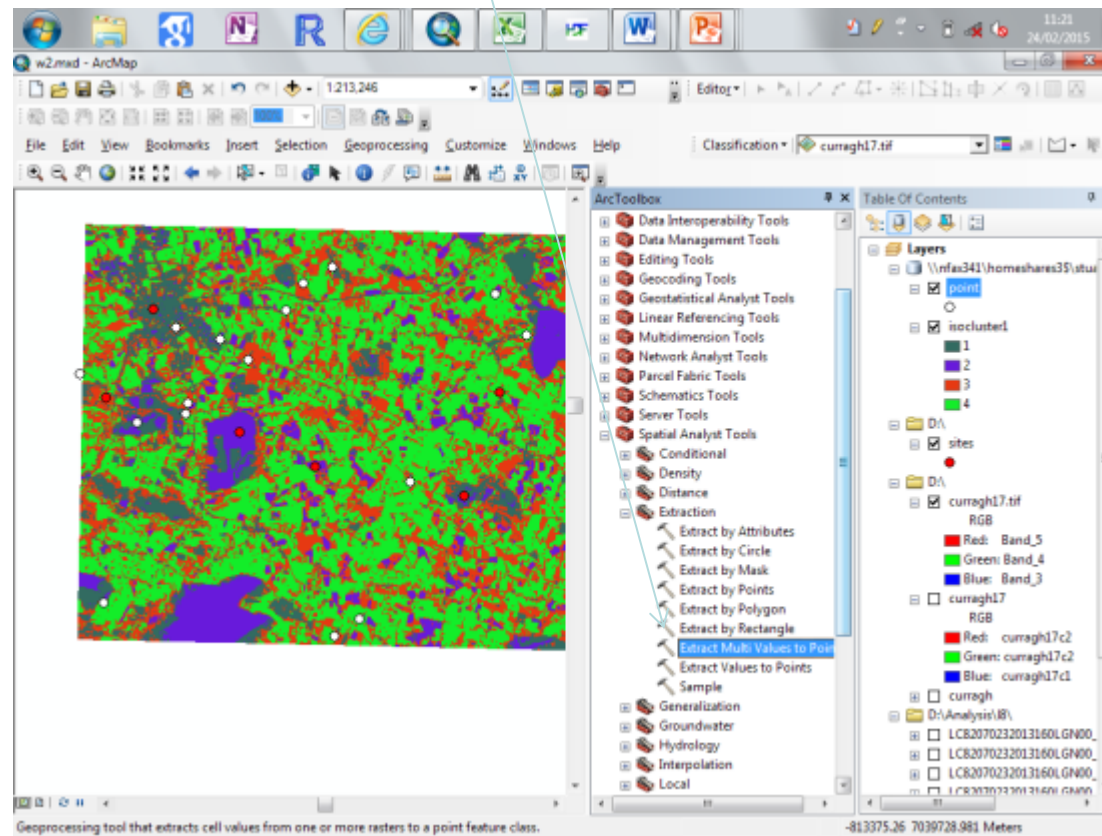 11:21
24/02/2015
w2.mxd - ArcMap
1:213,246
Editor
100%
File Edit View Bookmarks Insert Selection Geoprocessing Customize Windows Help
Classification
curragh17.tif
ArcToolbox
Data Interoperability Tools
Data Management Tools
Editing Tools
Geocoding Tools
Geostatistical Analyst Tools
Linear Referencing Tools
Multidimension Tools
Network Analyst Tools
Parcel Fabric Tools
Schematics Tools
Server Tools
Spatial Analyst Tools
Conditional
Density
Distance
Extraction
Extract by Attributes
Extract by Circle
Extract by Mask
Extract by Points
Extract by Polygon
Extract by Rectangle
Extract Multi Values to Poin
Extract Values to Points
Sample
Generalization
Groundwater
Hydrology
Interpolation
Local
Table Of Contents
Layers
\\nfas341\homeshares3$\stu
point
isocluster1
1
2
3
4
D:\
sites
D:\
curragh17.tif
RGB
Red: Band_5
Green: Band_4
Blue: Band_3
curragh17
RGB
Red: curragh17c2
Green: curragh17c2
Blue: curragh17c1
curragh
D:\Analysis\l8\
LC82070232013160LGN00_
LC82070232013160LGN00_
LC82070232013160LGN00_
LC82070232013160LGN00_
Geoprocessing tool that extracts cell values from one or more rasters to a point feature class.
-813375.26 7039728.981 Meters